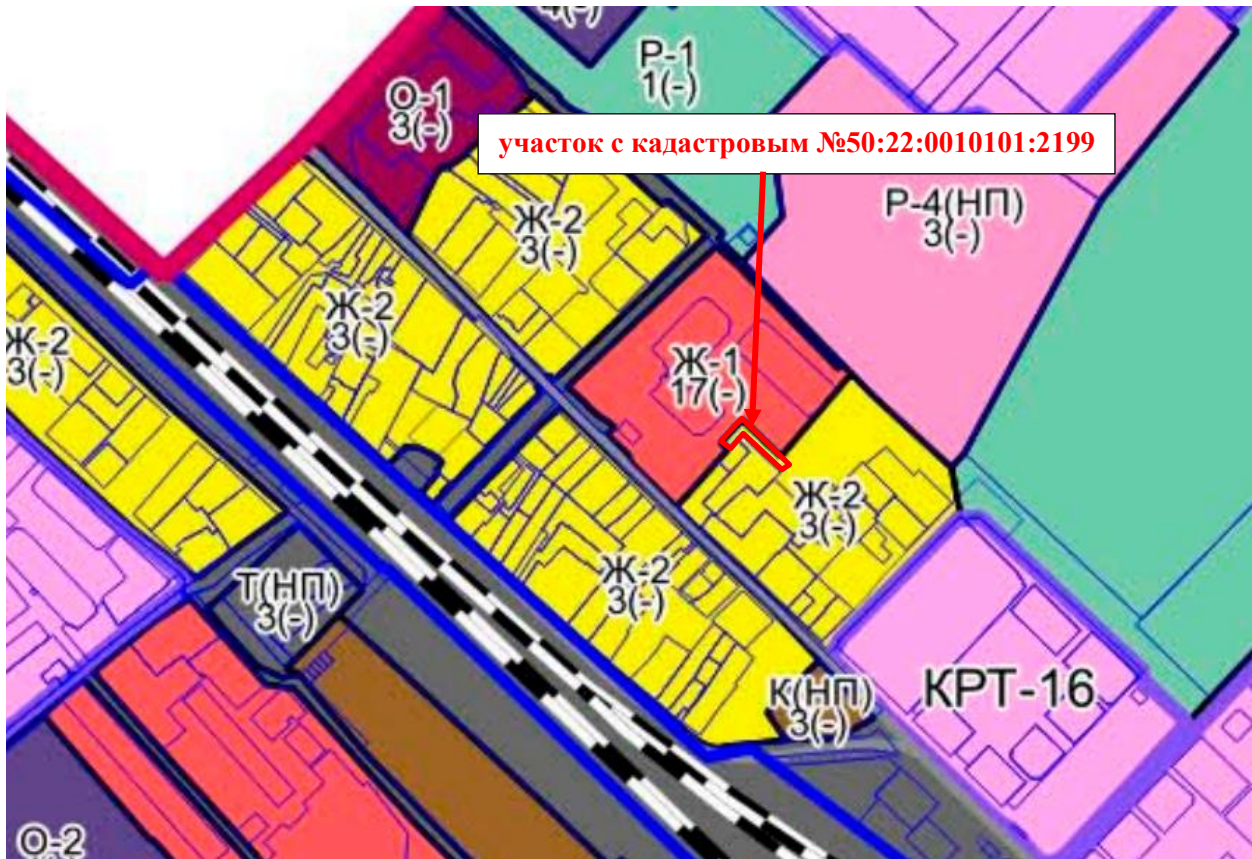 Р-1
1(-)
О-1
3(-)
участок с кадастровым №50:22:0010101:2199
Р-4(НП)
3(-)
Ж-2
3(-)
Ж-2
3(-)
Ж-2
3(-)
Ж-1
17(-)
Ж-2
3(-)
Ж-2
3(-)
Т(НП)
3(-)
К(НП)
3(-)
КРТ-16
О-2